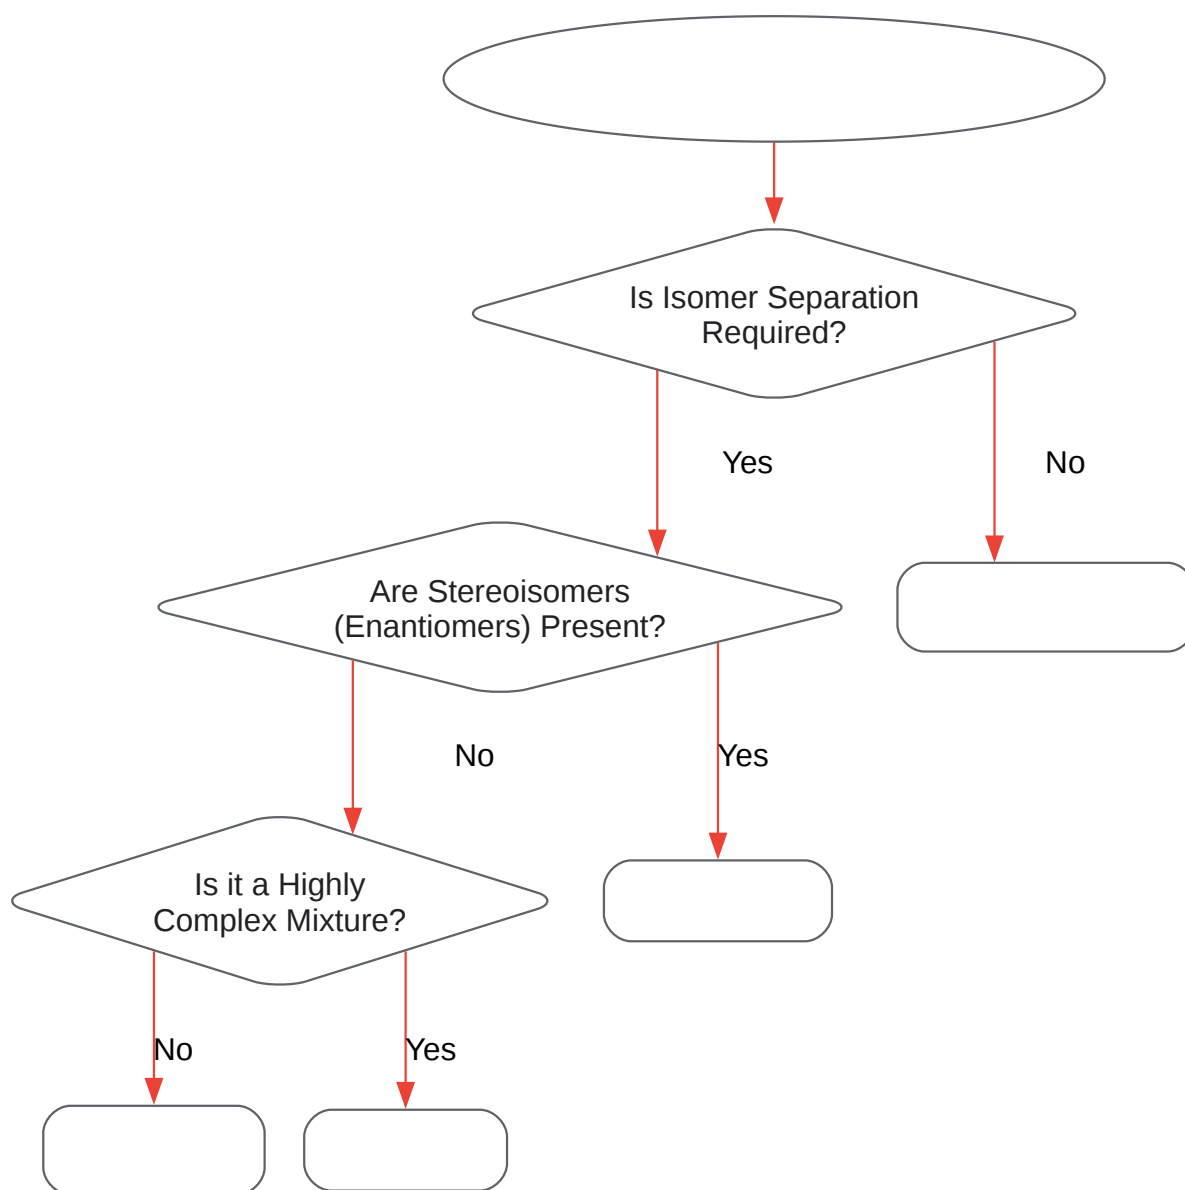 Is Isomer Separation
Required?
Yes
No
Are Stereoisomers
(Enantiomers) Present?
No
Yes
Is it a Highly
Complex Mixture?
No
Yes